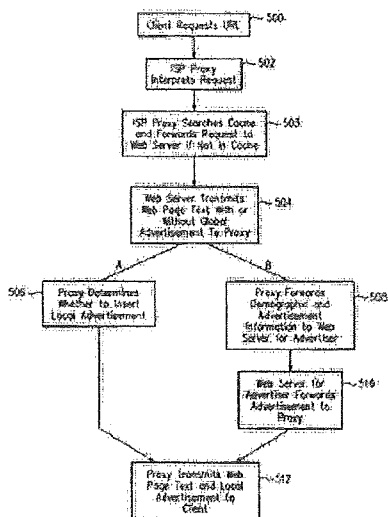 Client Requests URL
500
ISP Proxy
Interprets Request
502
ISP Proxy Searches Cache
and Forwards Request to
Web Server if Not in Cache
503
Web Server Transmits
Web Page Text With or
Without Global
Advertisement To Proxy
504
A
B
506
Proxy Determines
Whether to Insert
Local Advertisement
Proxy Forwards
Demographic and
Advertisement
Information to Web
Server for Advertiser
508
Web Server for
Advertiser Forwards
Advertisement to
Proxy
510
Proxy Transmits Web
Page Text and Local
Advertisement to
Client
512